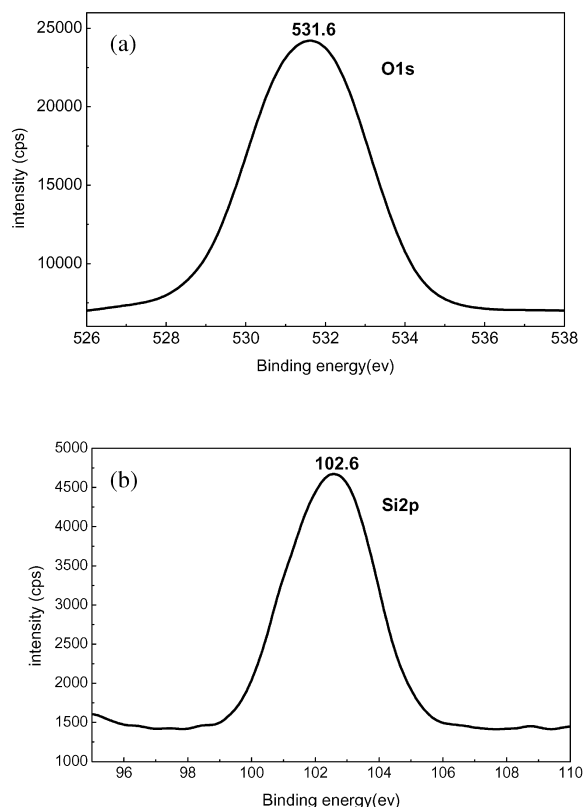 (a)
531.6
O1s
25000
20000
15000
10000
intensity (cps)
526 528 530 532 534 536 538
Binding energy(ev)
(b)
102.6
Si2p
5000
4500
4000
3500
3000
2500
2000
1500
1000
intensity (cps)
96 98 100 102 104 106 108 110
Binding energy(ev)